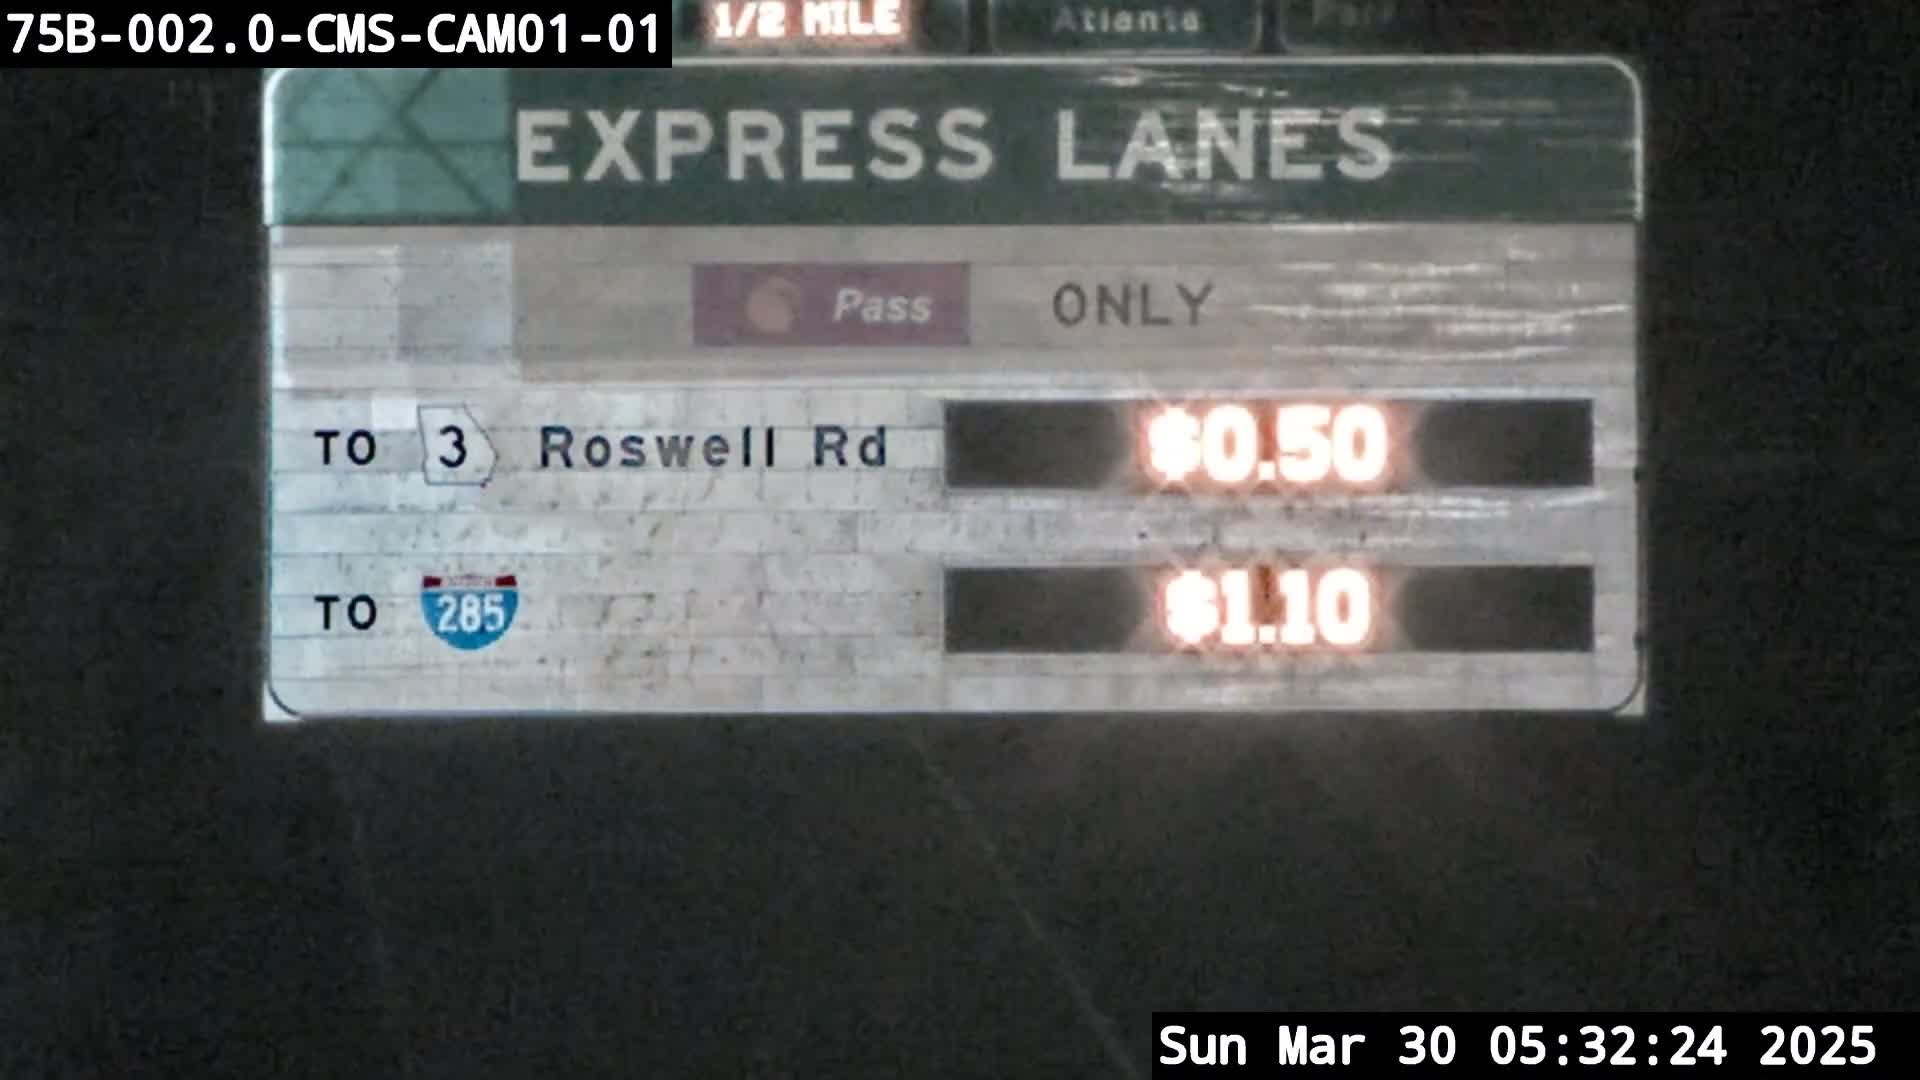 75B-002.0-CMS-CAM01-01
1/2 MILE
Atlanta
EXPRESS LANES
Pass ONLY
TO 3 Roswell Rd $0.50
TO 285 $1.10
Sun Mar 30 05:32:24 2025